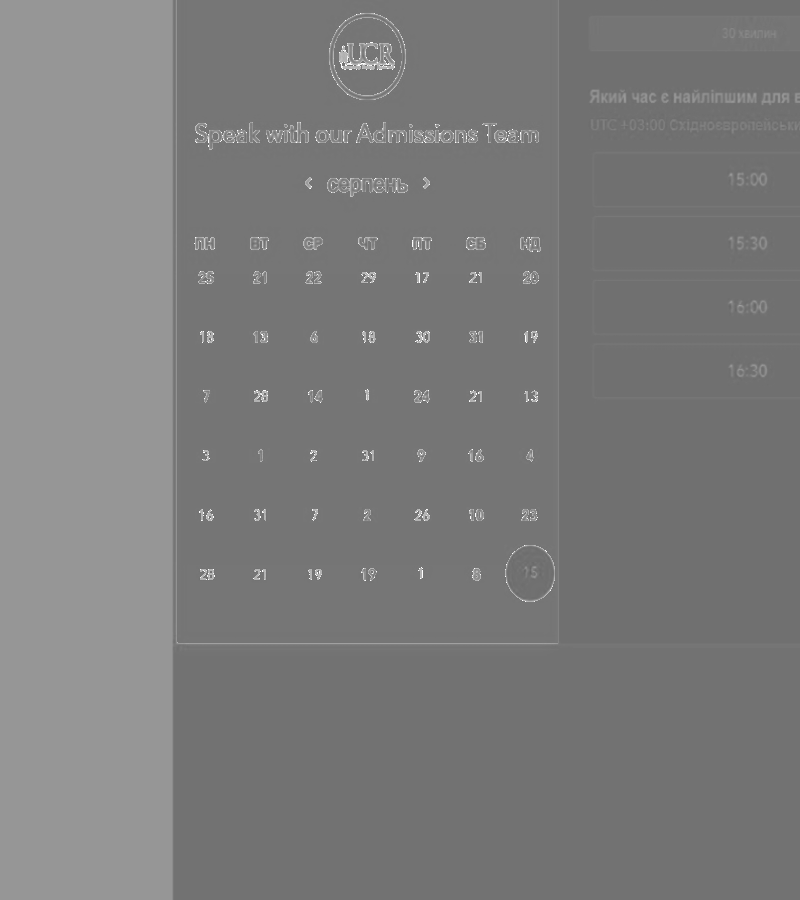 UCR
Speak with our Admissions Team
серпень
ПН ВТ СР ЧТ ПТ СБ НД
25 21 22 29 17 21 20
18 13 6 18 30 31 19
7 28 14 1 24 21 13
3 1 2 31 9 16 4
16 31 7 2 26 10 23
28 21 19 19 1 8 15
30 хвилин
Який час є найліпшим для в
UTC +03:00 Східноєвропейськи
15:00
15:30
16:00
16:30